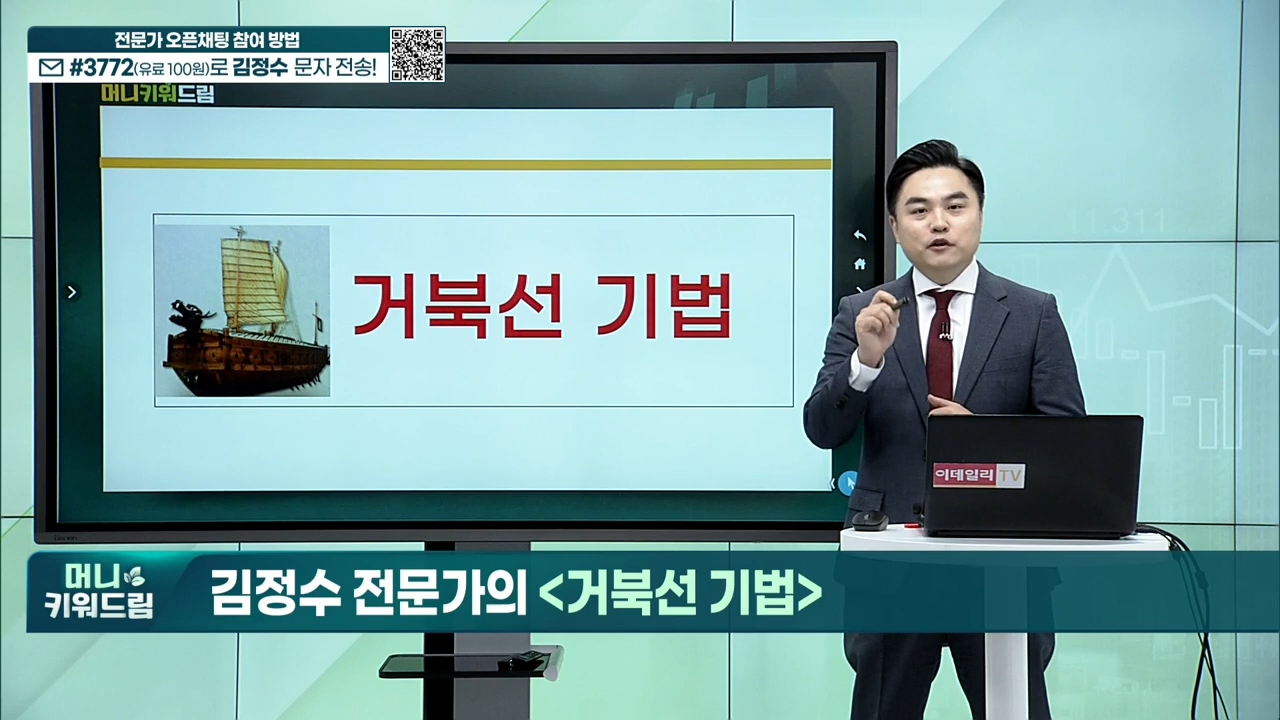 전문가 오픈채팅 참여 방법
#3772(유료 100원)로 김정수 문자 전송!
머니키워드림
거북선 기법
11.311
이데일리TV
머니
키워드림
김정수 전문가의 <거북선 기법>